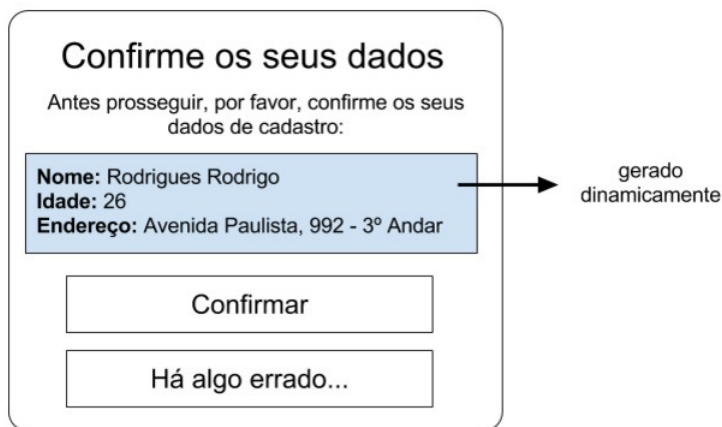 Confirme os seus dados
Antes prosseguir, por favor, confirme os seus
dados de cadastro:
Nome: Rodrigues Rodrigo
Idade: 26
Endereço: Avenida Paulista, 992 - 3º Andar
gerado
dinamicamente
Confirmar
Há algo errado...